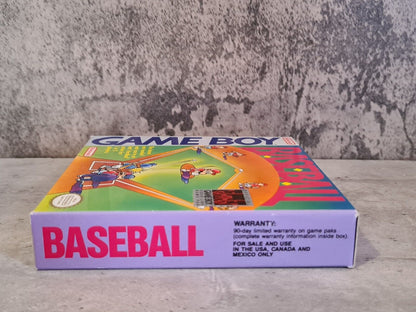 GAME BOY
BASEBALL
BASEBALL
WARRANTY:
90-day limited warranty on game paks
(complete warranty information inside box).
FOR SALE AND USE
IN THE USA, CANADA AND
MEXICO ONLY